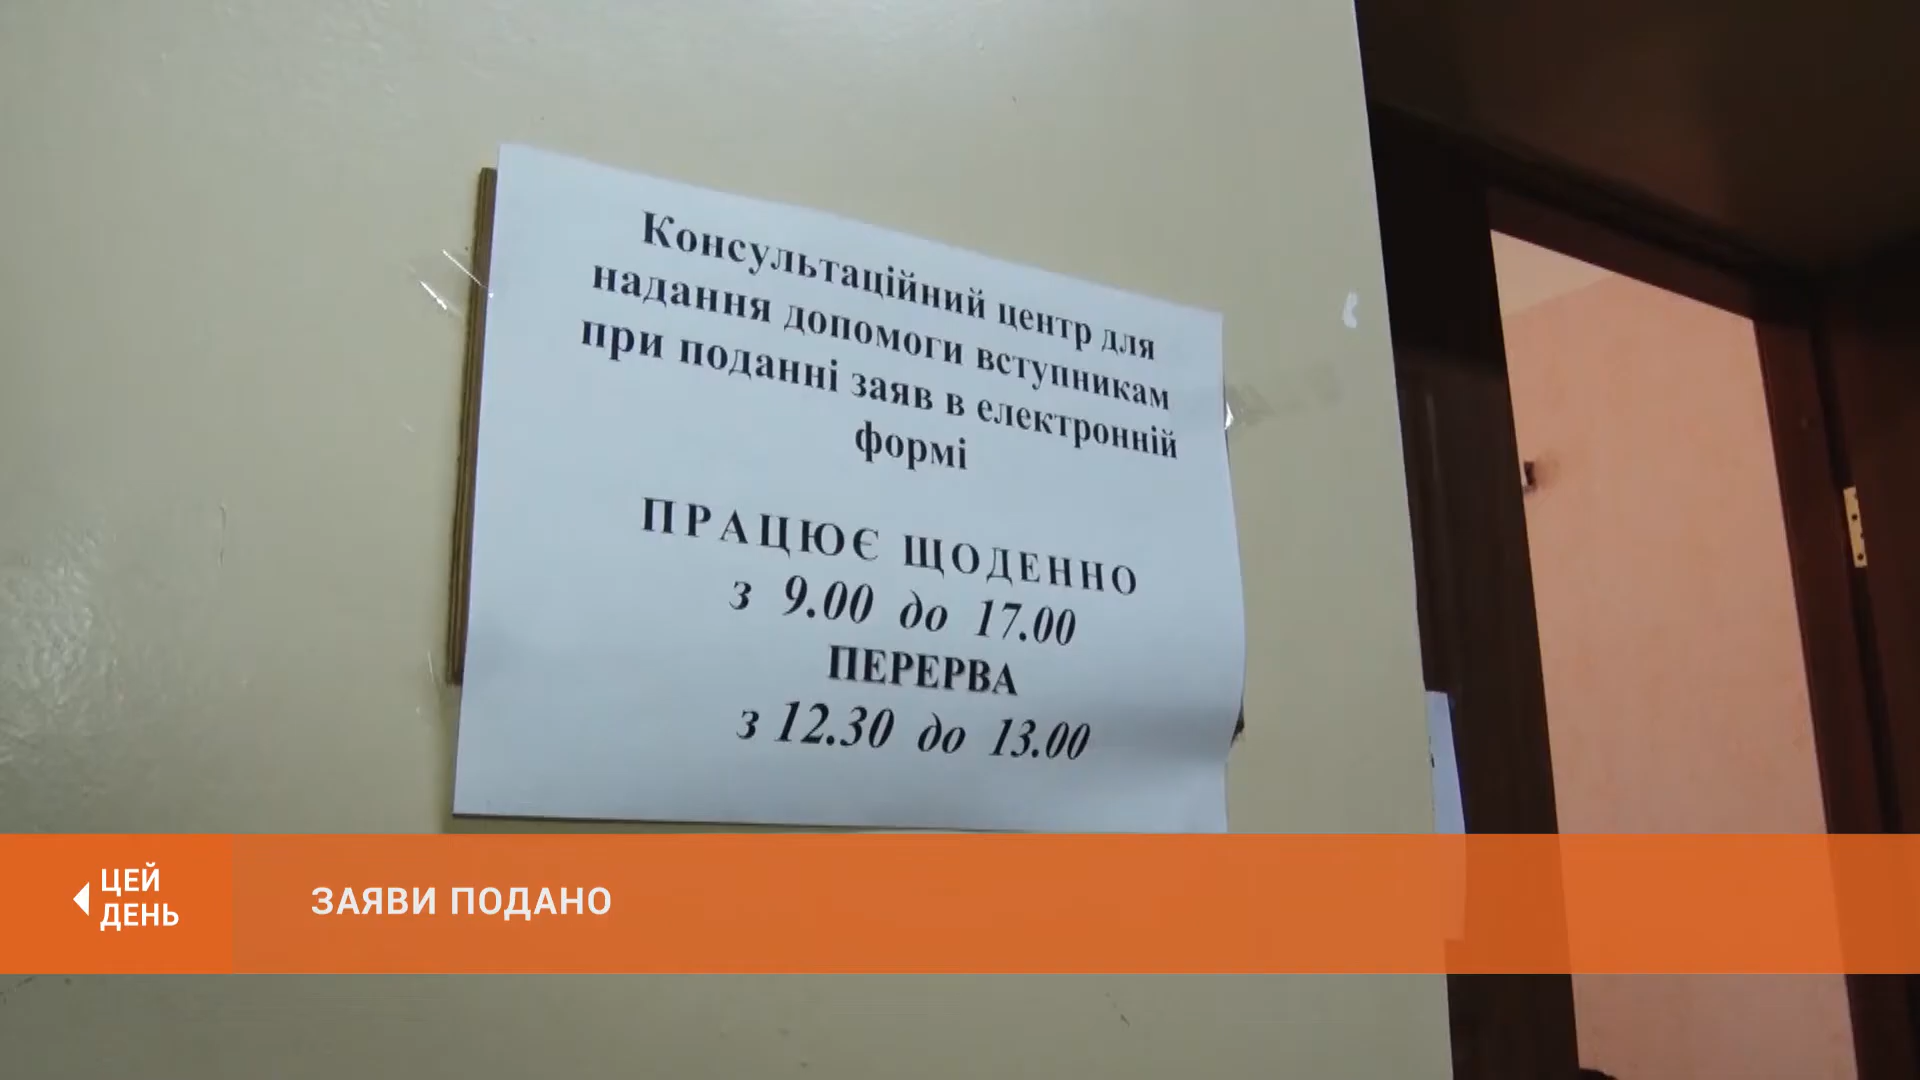 Консультаційний центр для
надання допомоги вступникам
при поданні заяв в електронній
формі
ПРАЦЮЄ ЩОДЕННО
з 9.00 до 17.00
ПЕРЕРВА
з 12.30 до 13.00
ЦЕЙ
ДЕНЬ
ЗАЯВИ ПОДАНО